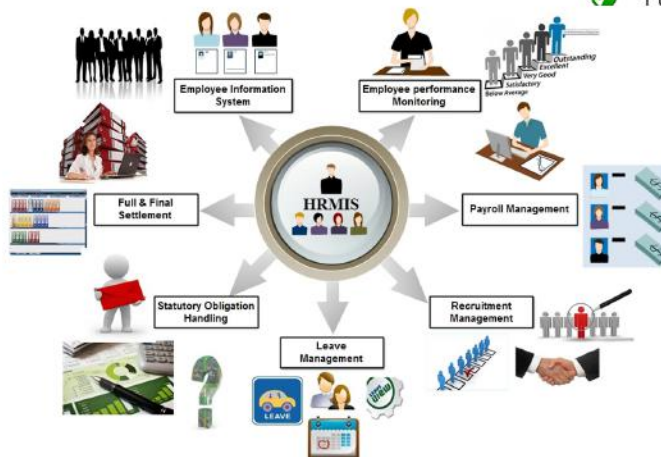 Employee Information
System
Employee performance
Monitoring
Outstanding
Excellent
Very Good
Satisfactory
Below Average
HRMIS
Full & Final
Settlement
Payroll Management
Statutory Obligation
Handling
Recruitment
Management
Leave
Management
LEAVE